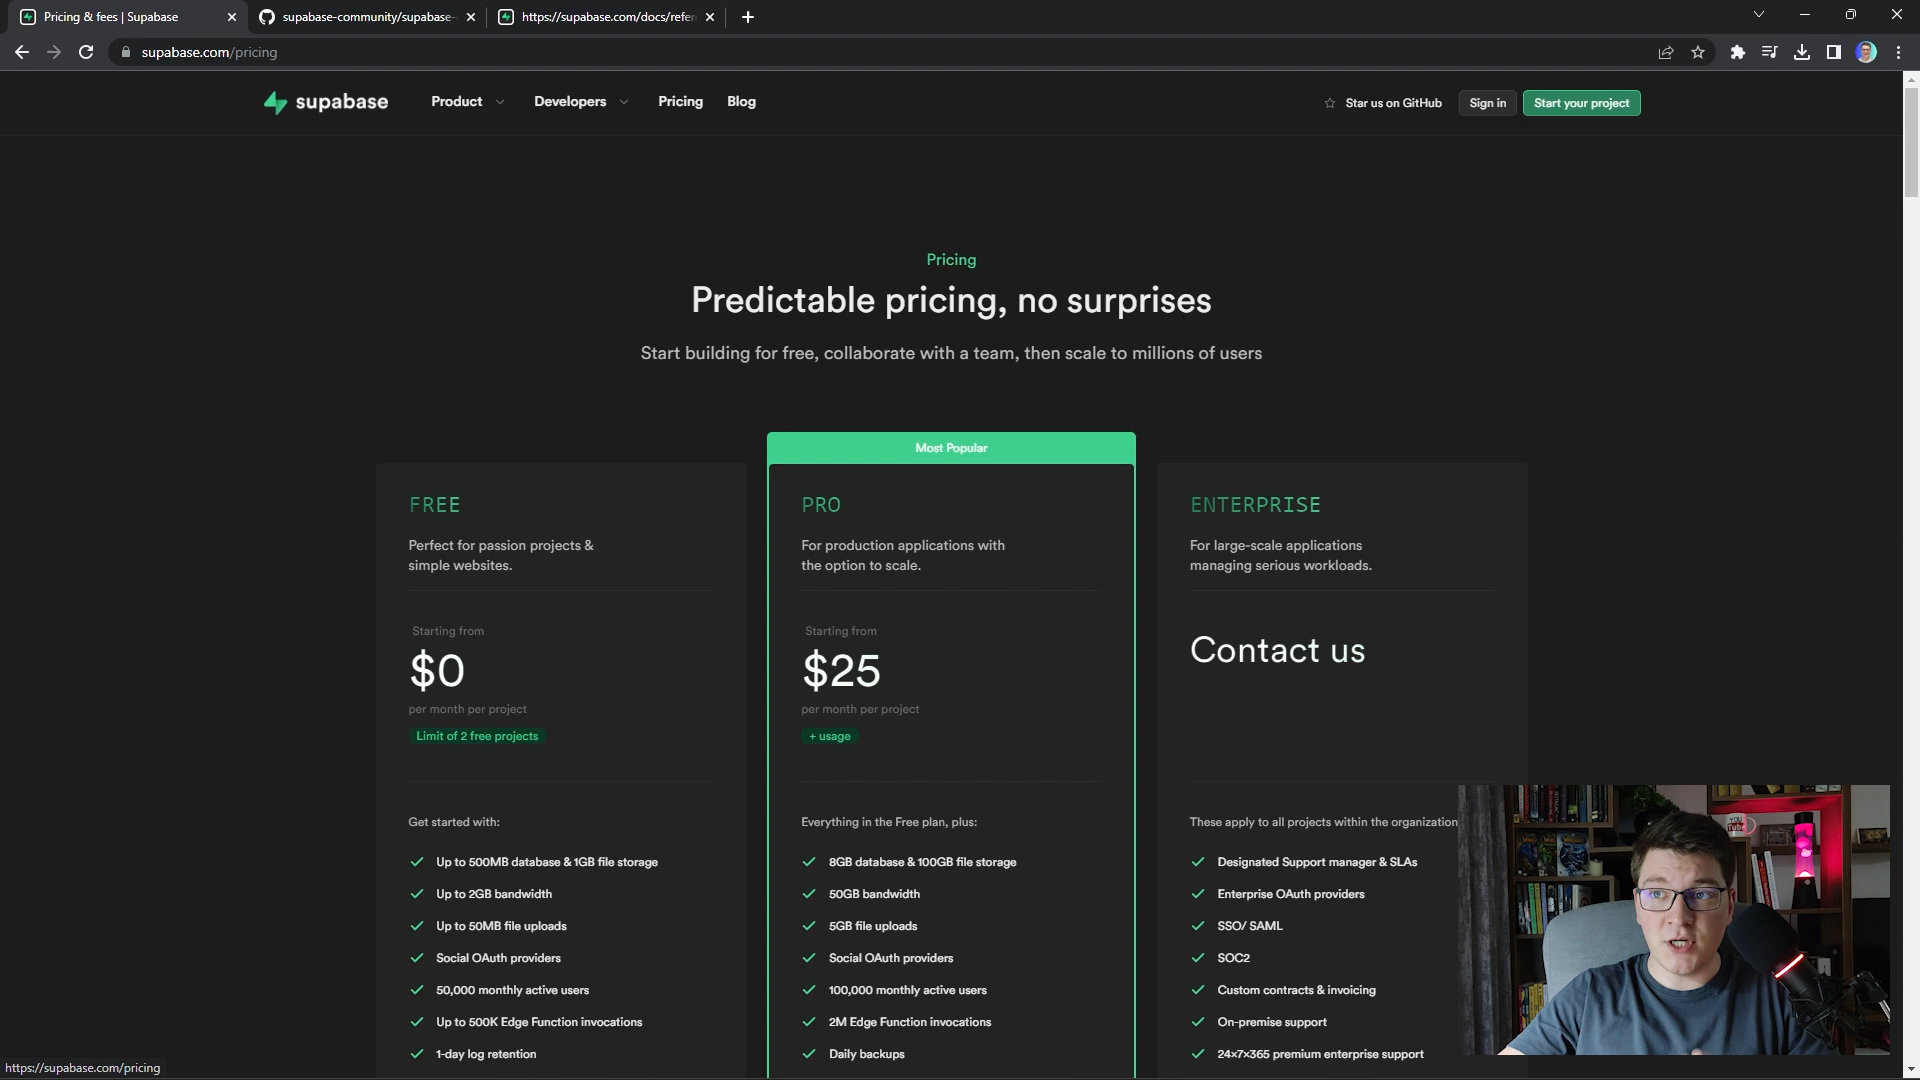 Pricing & fees | Supabase
supabase-community/supabase-
https://supabase.com/docs/refer
supabase.com/pricing
supabase
Product
Developers
Pricing
Blog
Star us on GitHub
Sign in
Start your project
Pricing
Predictable pricing, no surprises
Start building for free, collaborate with a team, then scale to millions of users
FREE
Perfect for passion projects &
simple websites.
Starting from
$0
per month per project
Limit of 2 free projects
Get started with:
Up to 500MB database & 1GB file storage
Up to 2GB bandwidth
Up to 50MB file uploads
Social OAuth providers
50,000 monthly active users
Up to 500K Edge Function invocations
1-day log retention
Most Popular
PRO
For production applications with
the option to scale.
Starting from
$25
per month per project
+ usage
Everything in the Free plan, plus:
8GB database & 100GB file storage
50GB bandwidth
5GB file uploads
Social OAuth providers
100,000 monthly active users
2M Edge Function invocations
Daily backups
ENTERPRISE
For large-scale applications
managing serious workloads.
Contact us
These apply to all projects within the organization
Designated Support manager & SLAs
Enterprise OAuth providers
SSO/ SAML
SOC2
Custom contracts & invoicing
On-premise support
24×7×365 premium enterprise support
YOU
Tube
https://supabase.com/pricing